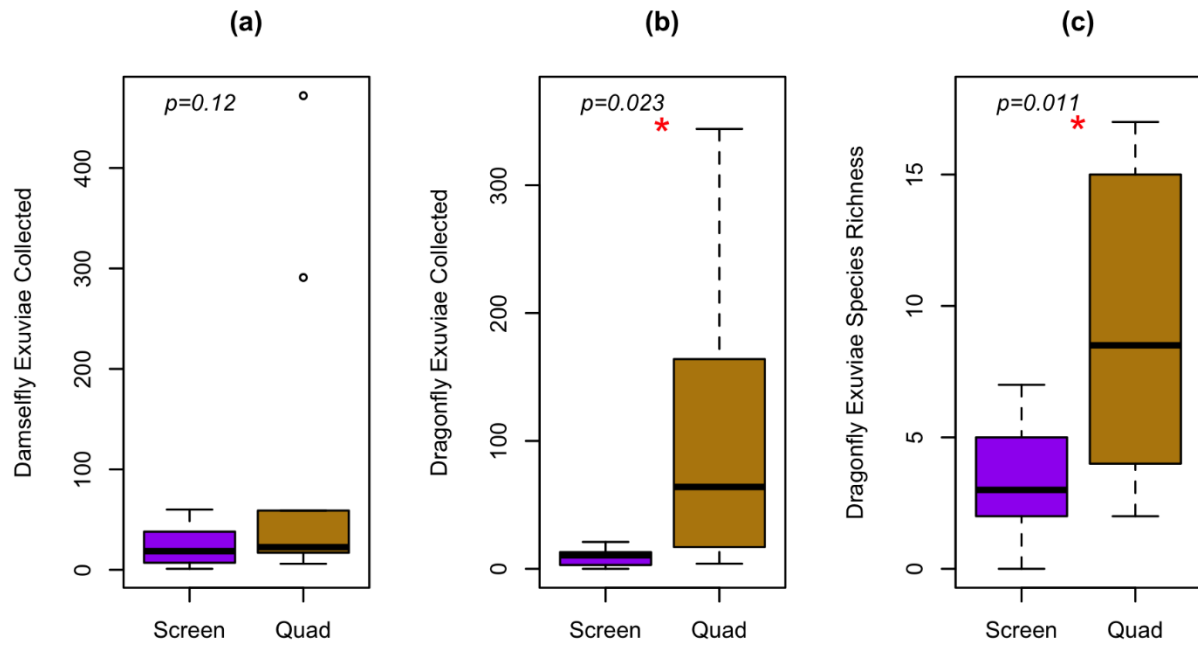 (a)
p=0.12
Damselfly Exuviae Collected
400
300
200
100
0
Screen
Quad
(b)
p=0.023
*
Dragonfly Exuviae Collected
300
200
100
0
Screen
Quad
(c)
p=0.011
*
Dragonfly Exuviae Species Richness
15
10
5
0
Screen
Quad